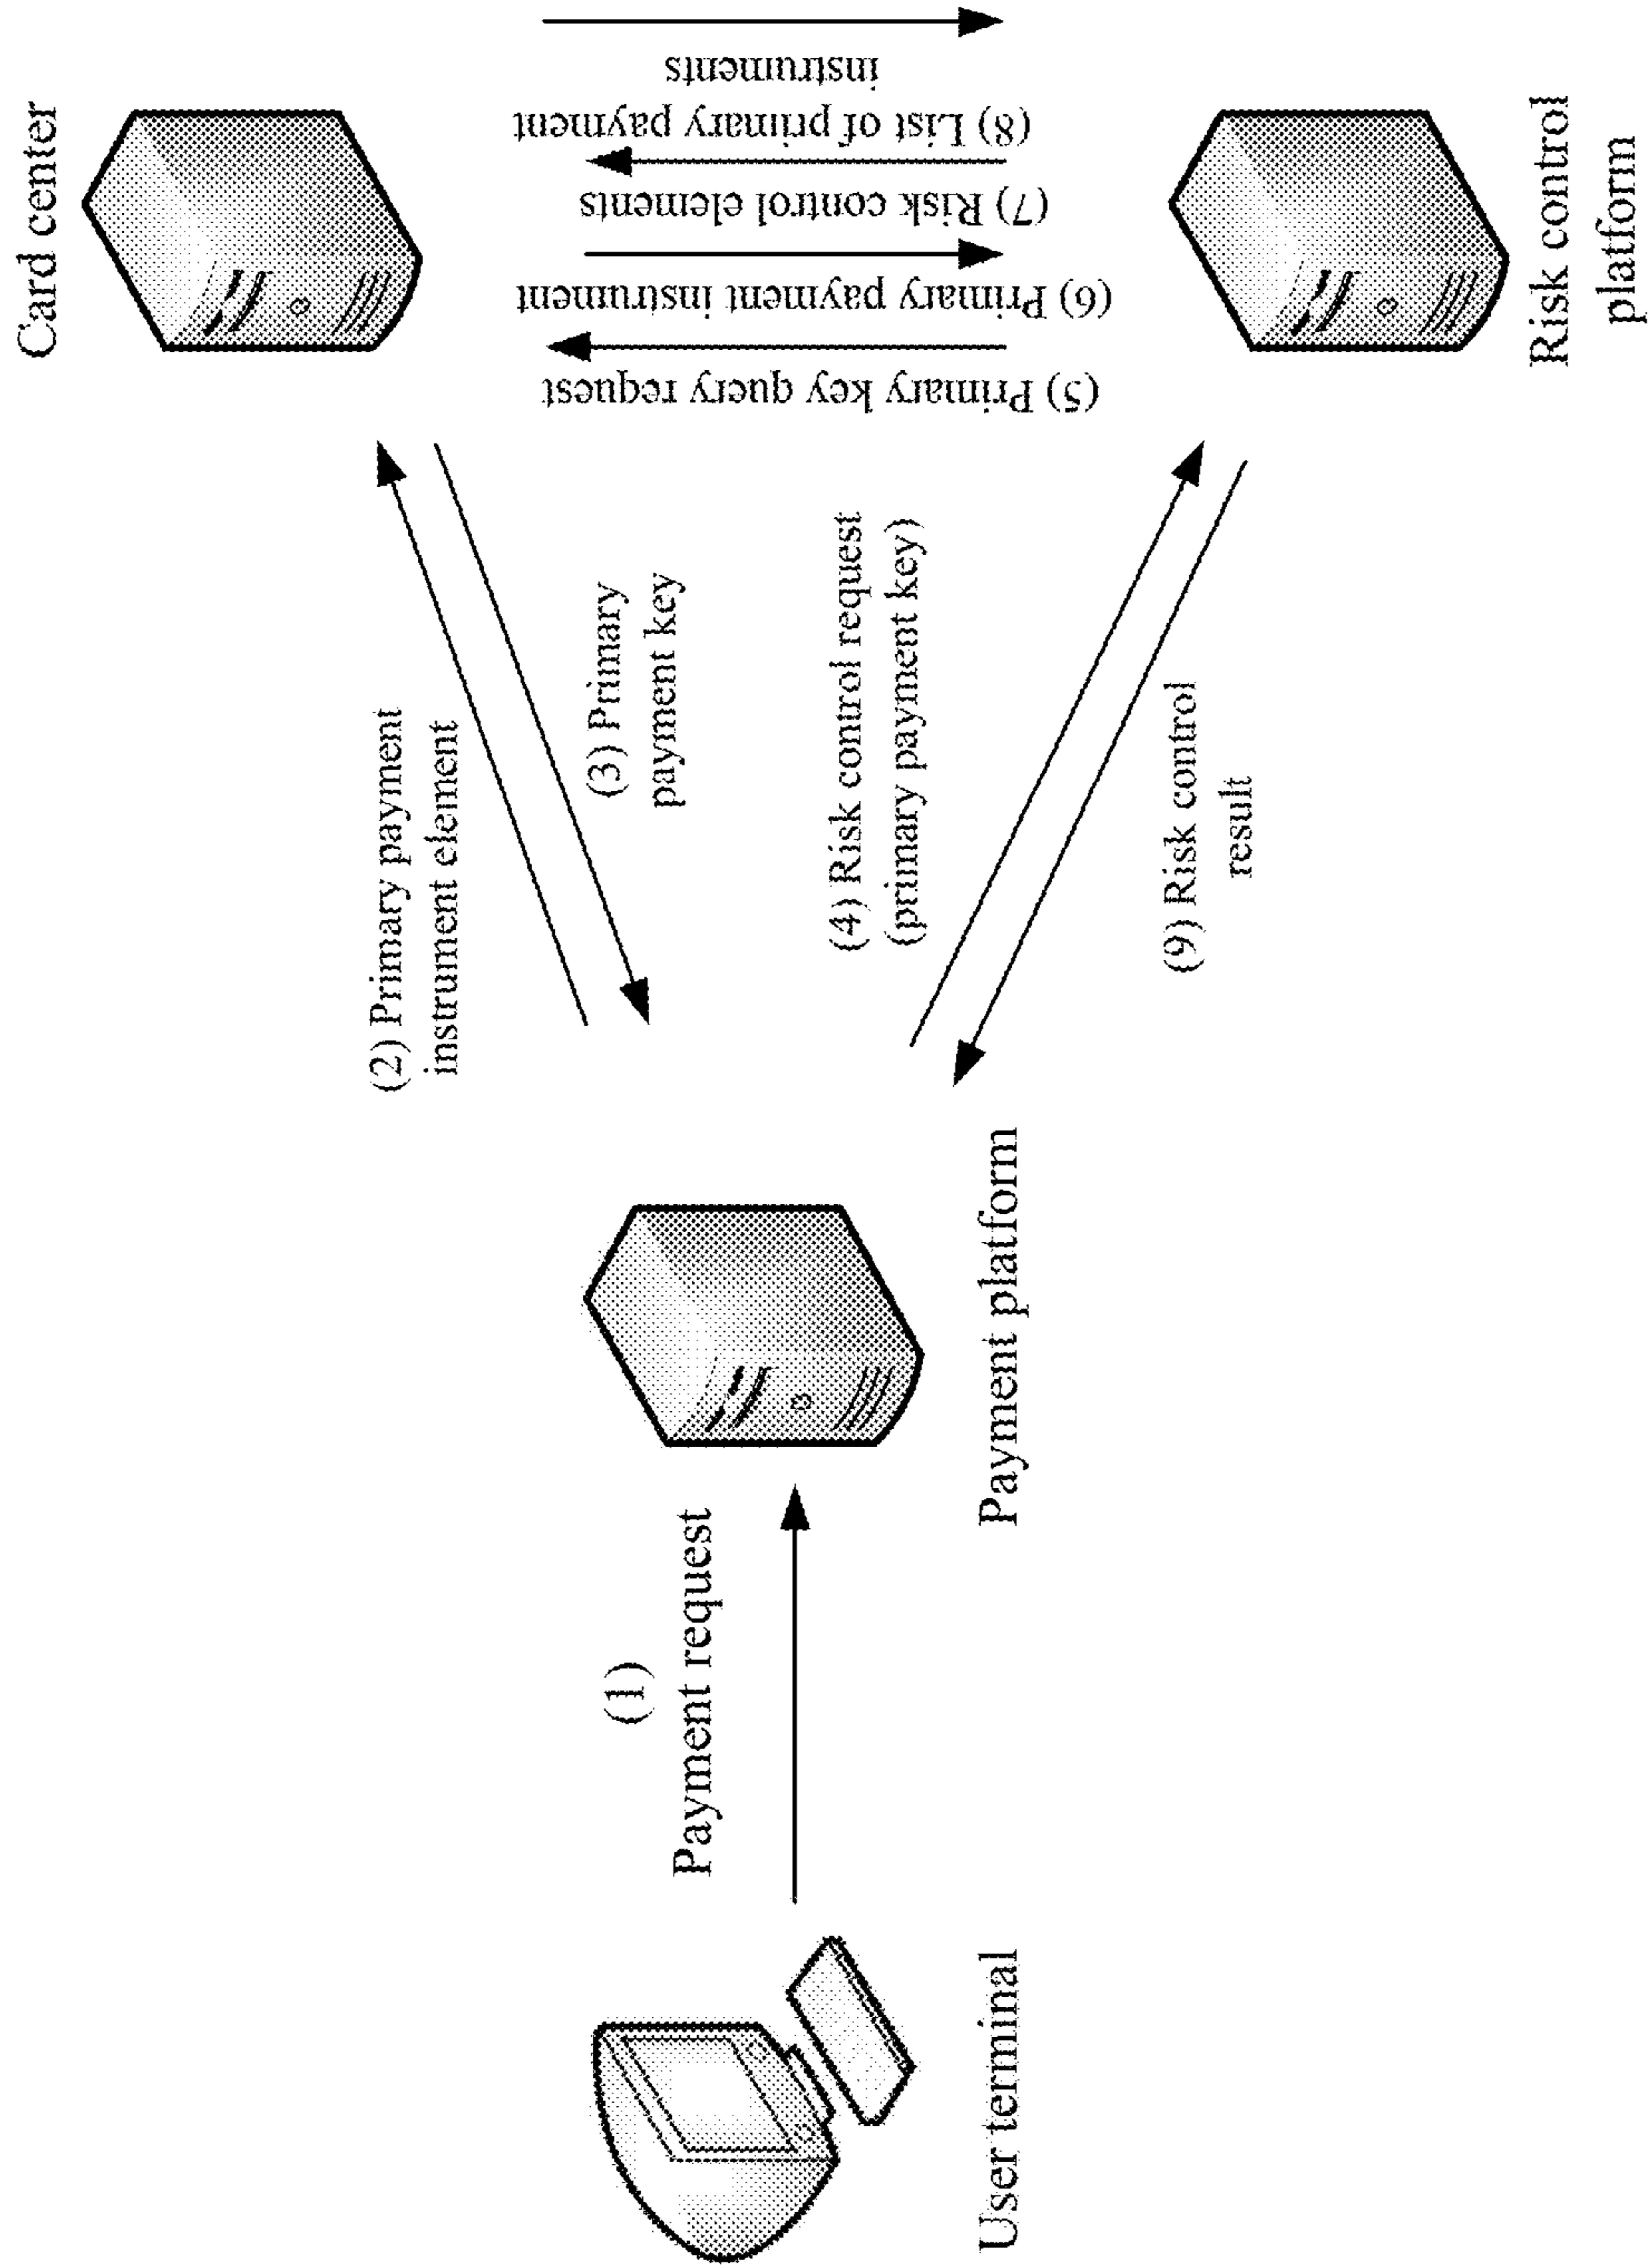 (1)
Payment request
User terminal
Payment platform
(2) Primary payment
instrument element
(3) Primary
payment key
(4) Risk control request
(primary payment key)
(9) Risk control
result
Card center
(5) Primary key query request
(6) Primary payment instrument
(7) Risk control elements
(8) List of primary payment
instruments
Risk control
platform